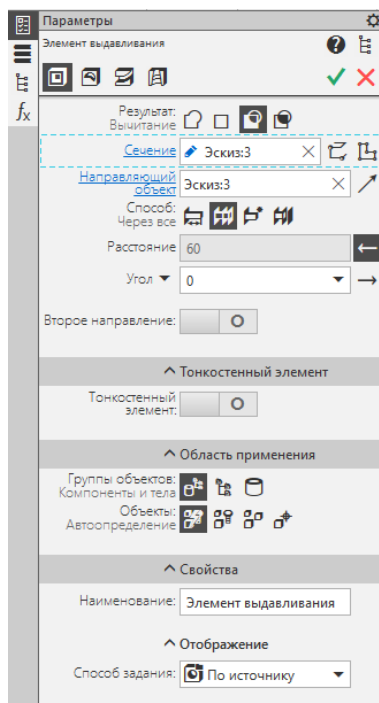 Параметры
Элемент выдавливания
?
fx
Результат:
Вычитание
Сечение
Эскиз:3
Направляющий
объект
Эскиз:3
Способ:
Через все
Расстояние
60
Угол
0
Второе направление:
Тонкостенный элемент
Тонкостенный
элемент:
Область применения
Группы объектов:
Компоненты и тела
Объекты:
Автоопределение
Свойства
Наименование:
Элемент выдавливания
Отображение
Способ задания:
По источнику